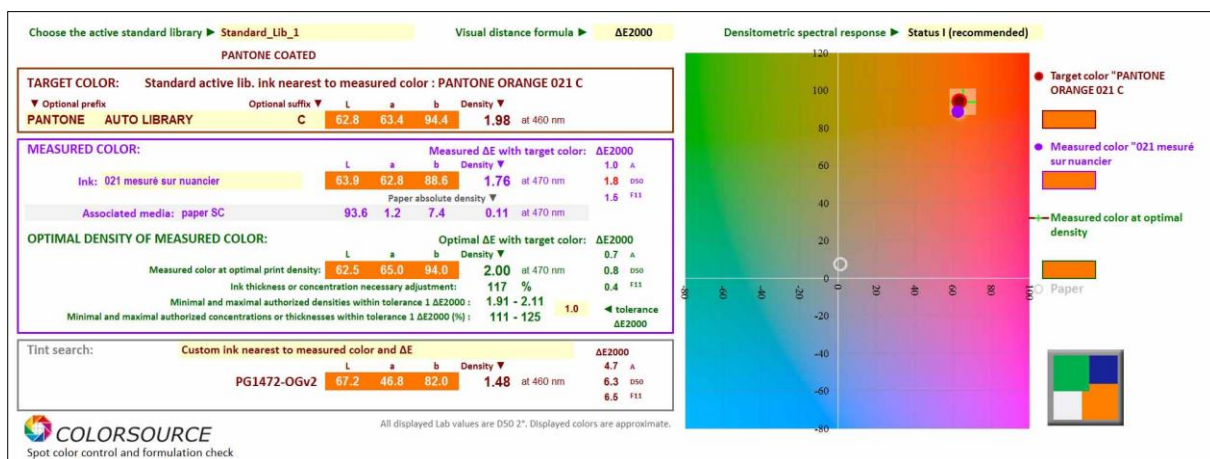 Choose the active standard library ▶ Standard_Lib_1 Visual distance formula ▶ ΔE2000 Densitometric spectral response ▶ Status I (recommended)
PANTONE COATED
TARGET COLOR: Standard active lib. ink nearest to measured color : PANTONE ORANGE 021 C
▼ Optional prefix Optional suffix ▼ L a b Density ▼
PANTONE AUTO LIBRARY C 62.8 63.4 94.4 1.98 at 460 nm
MEASURED COLOR: Measured ΔE with target color: ΔE2000
L a b Density ▼ 1.0 A
Ink: 021 mesuré sur nuancier 63.9 62.8 88.6 1.76 at 470 nm 1.8 D50
Paper absolute density ▼ 1.5 F11
Associated media: paper SC 93.6 1.2 7.4 0.11 at 470 nm
OPTIMAL DENSITY OF MEASURED COLOR: Optimal ΔE with target color: ΔE2000
L a b Density ▼ 0.7 A
Measured color at optimal print density: 62.5 65.0 94.0 2.00 at 470 nm 0.8 D50
Ink thickness or concentration necessary adjustment: 117 % 0.4 F11
Minimal and maximal authorized densities within tolerance 1 ΔE2000 : 1.91 - 2.11
Minimal and maximal authorized concentrations or thicknesses within tolerance 1 ΔE2000 (%) : 111 - 125 1.0 ◀ tolerance
ΔE2000
Tint search: Custom ink nearest to measured color and ΔE ΔE2000
L a b Density ▼ 4.7 A
PG1472-OGv2 67.2 46.8 82.0 1.48 at 460 nm 6.3 D50
6.5 F11
All displayed Lab values are D50 2°. Displayed colors are approximate.
COLORSOURCE
Spot color control and formulation check
120
100
80
60
40
20
0
-20
-40
-60
-80
-80 -60 -40 -20 0 20 40 60 80 100
Target color "PANTONE
ORANGE 021 C
Measured color "021 mesuré
sur nuancier
Measured color at optimal
density
Paper